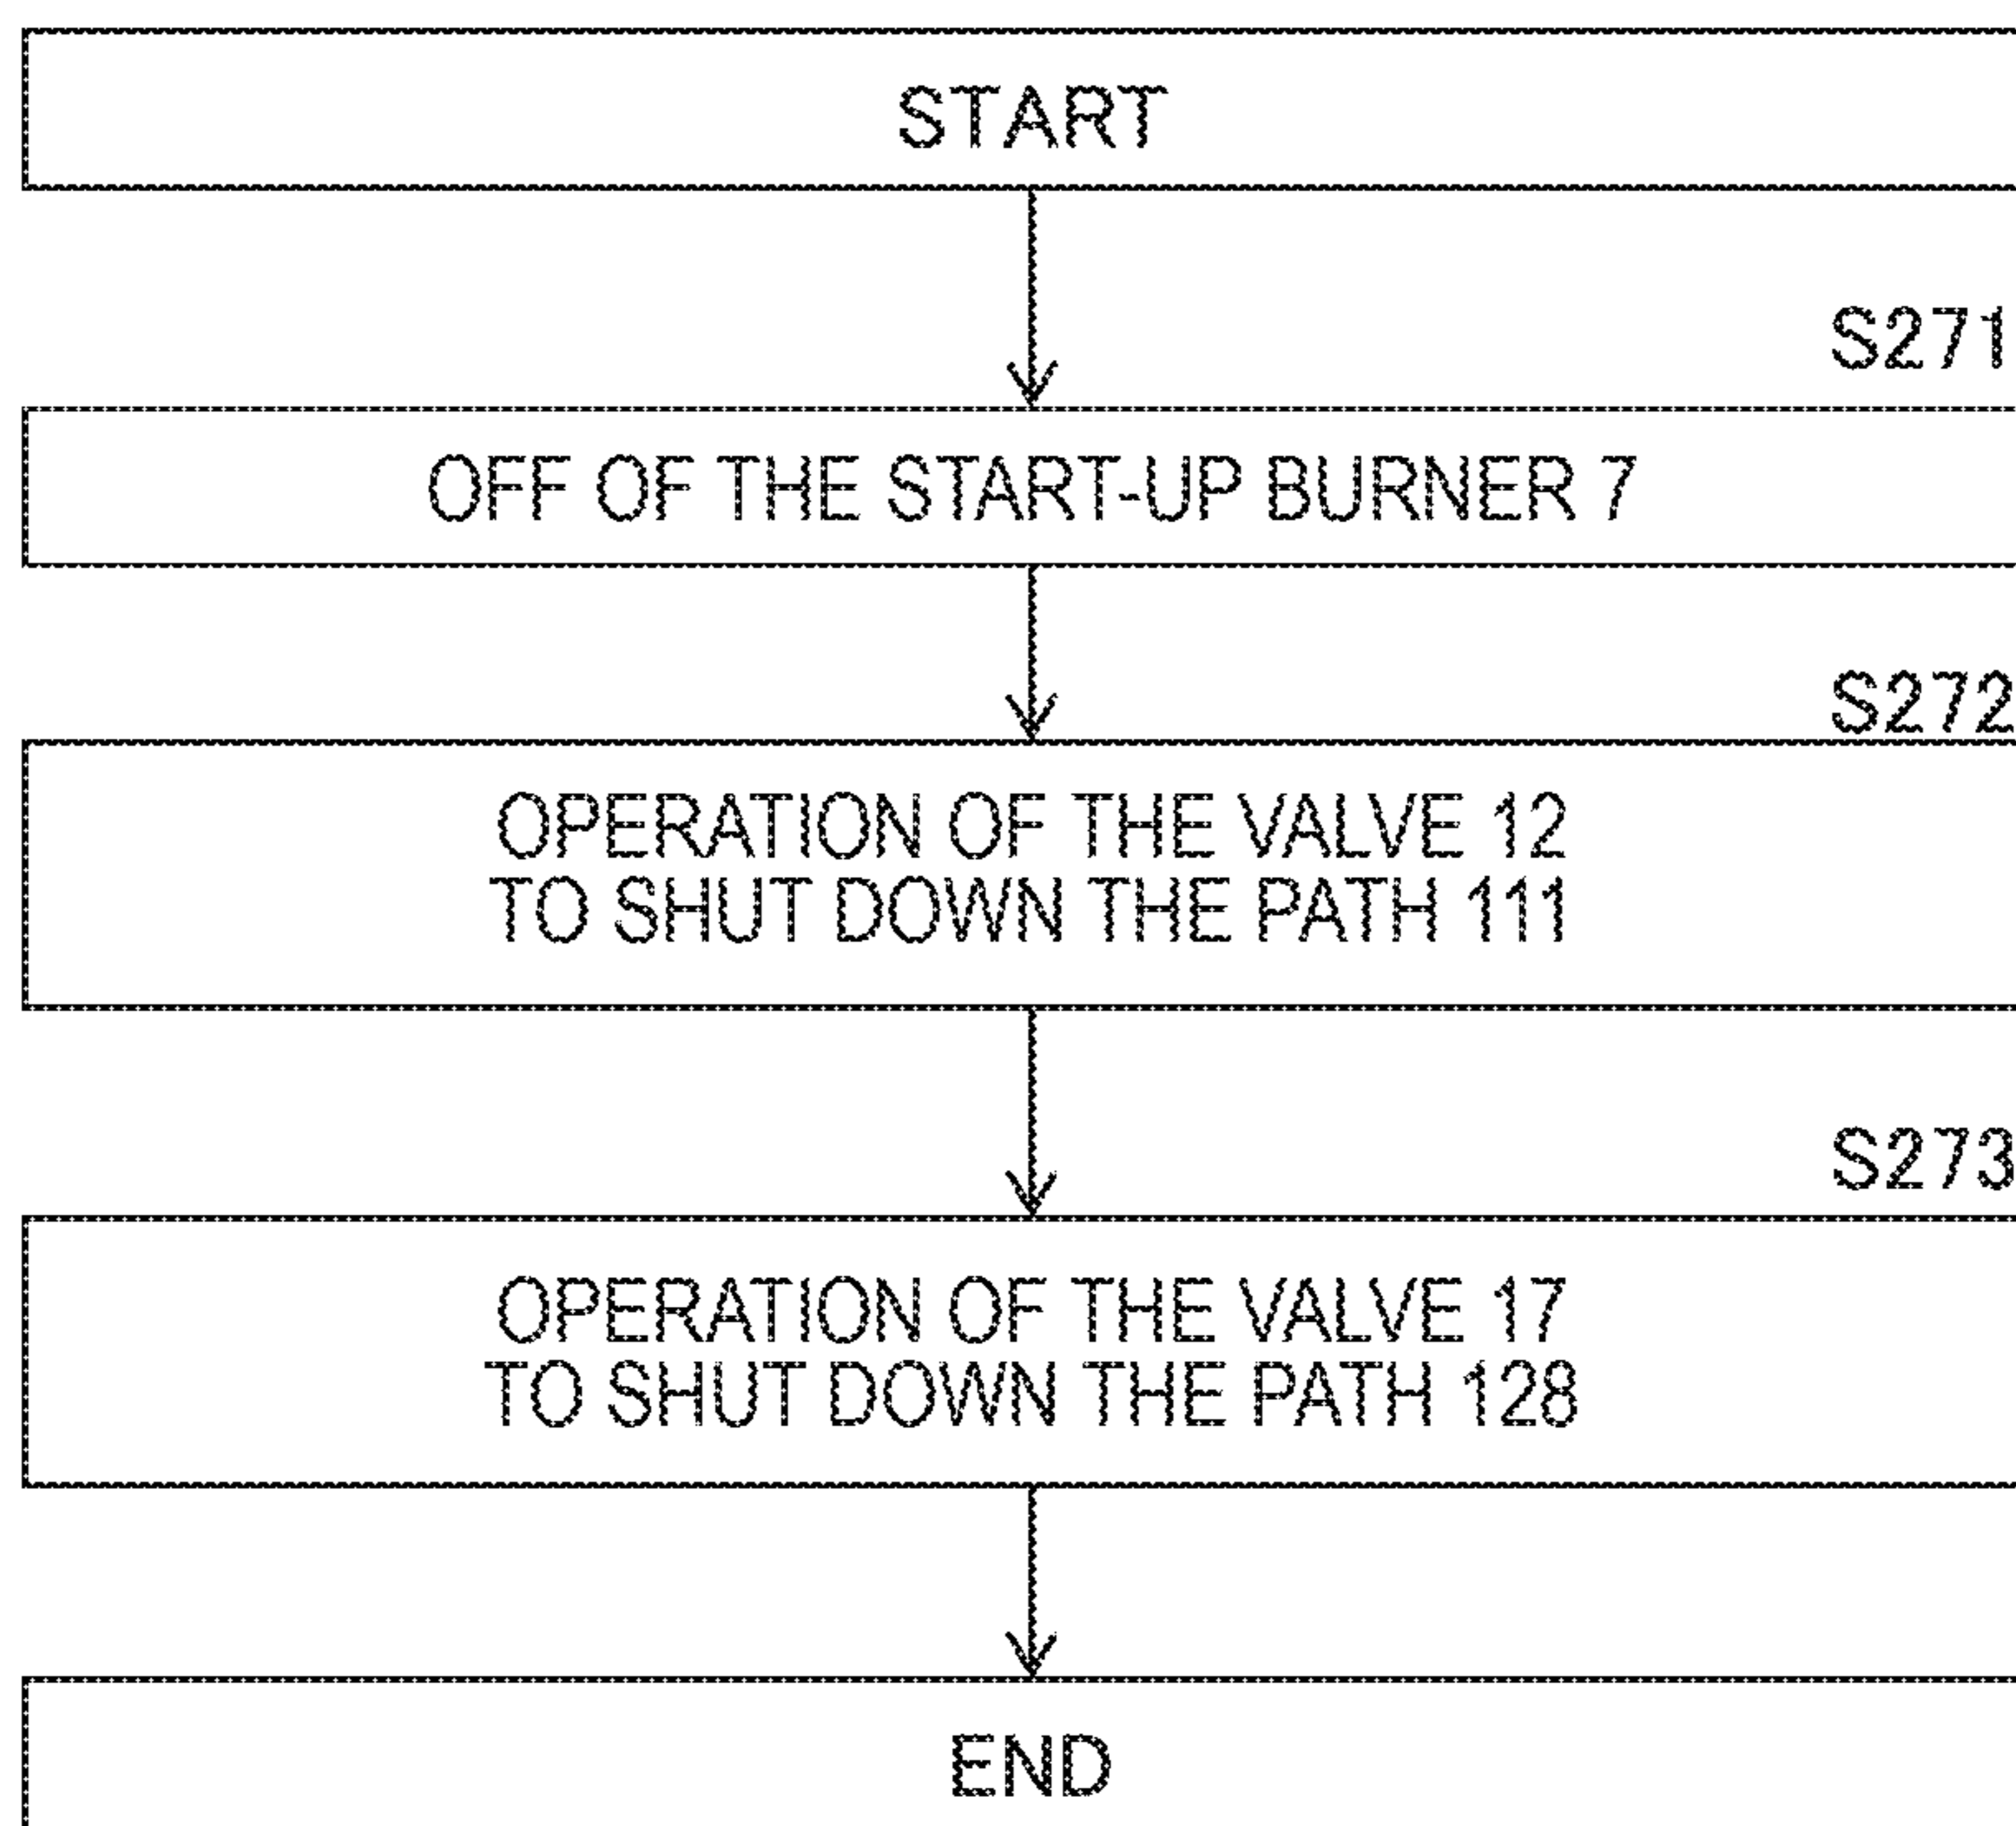 START
S271
OFF OF THE START-UP BURNER 7
S272
OPERATION OF THE VALVE 12
TO SHUT DOWN THE PATH 111
S273
OPERATION OF THE VALVE 17
TO SHUT DOWN THE PATH 128
END